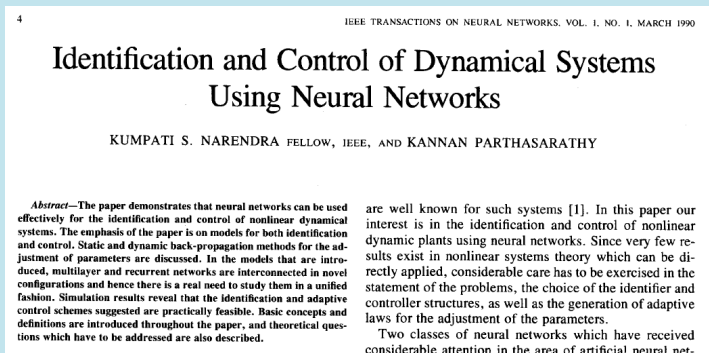 4
IEEE TRANSACTIONS ON NEURAL NETWORKS. VOL. 1. NO. 1. MARCH 1990
Identification and Control of Dynamical Systems
Using Neural Networks
KUMPATI S. NARENDRA FELLOW, IEEE, AND KANNAN PARTHASARATHY
Abstract—The paper demonstrates that neural networks can be used
effectively for the identification and control of nonlinear dynamical
systems. The emphasis of the paper is on models for both identification
and control. Static and dynamic back-propagation methods for the ad-
justment of parameters are discussed. In the models that are intro-
duced, multilayer and recurrent networks are interconnected in novel
configurations and hence there is a real need to study them in a unified
fashion. Simulation results reveal that the identification and adaptive
control schemes suggested are practically feasible. Basic concepts and
definitions are introduced throughout the paper, and theoretical ques-
tions which have to be addressed are also described.
are well known for such systems [1]. In this paper our
interest is in the identification and control of nonlinear
dynamic plants using neural networks. Since very few re-
sults exist in nonlinear systems theory which can be di-
rectly applied, considerable care has to be exercised in the
statement of the problems, the choice of the identifier and
controller structures, as well as the generation of adaptive
laws for the adjustment of the parameters.
Two classes of neural networks which have received
considerable attention in the area of artificial neural net-